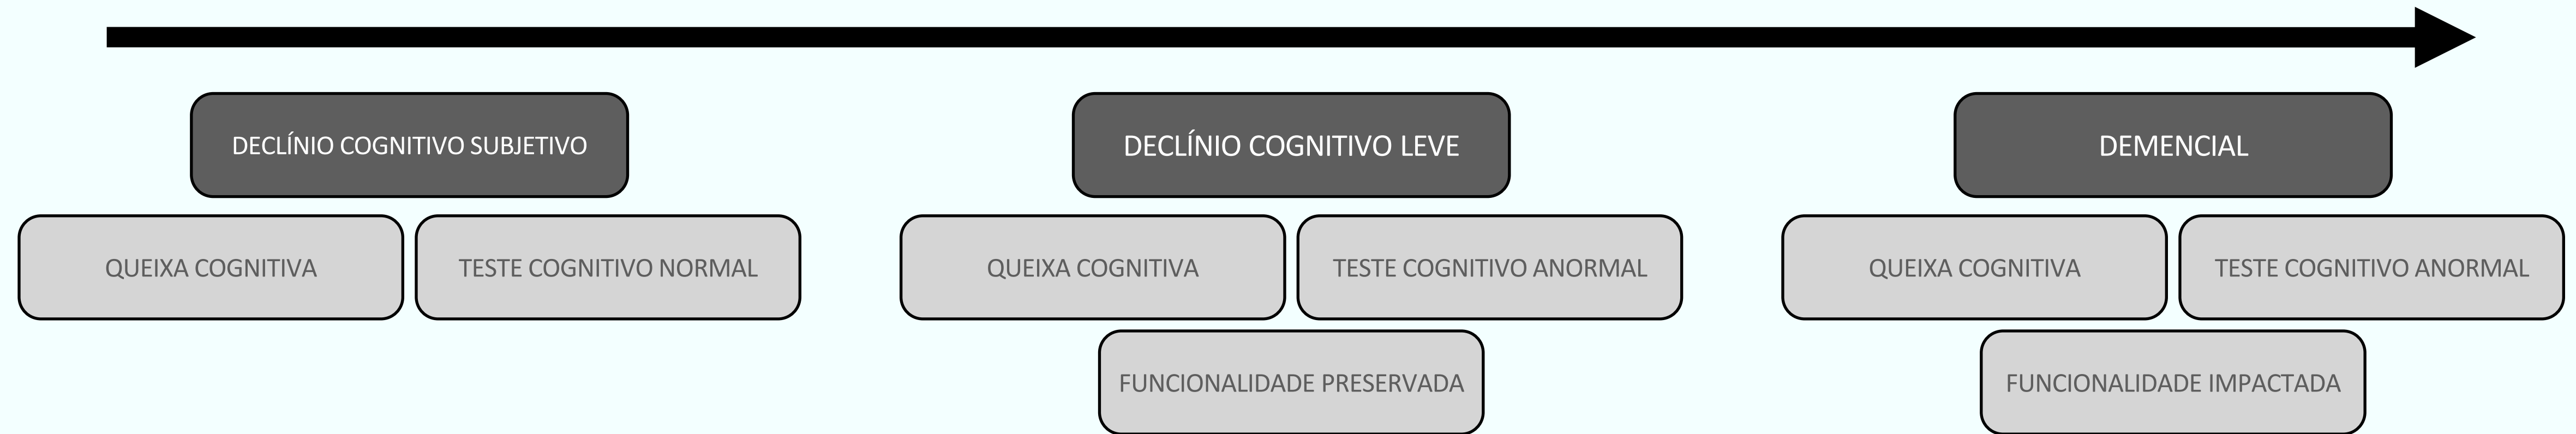 DECLÍNIO COGNITIVO SUBJETIVO
QUEIXA COGNITIVA
TESTE COGNITIVO NORMAL
DECLÍNIO COGNITIVO LEVE
QUEIXA COGNITIVA
TESTE COGNITIVO ANORMAL
FUNCIONALIDADE PRESERVADA
DEMENCIAL
QUEIXA COGNITIVA
TESTE COGNITIVO ANORMAL
FUNCIONALIDADE IMPACTADA